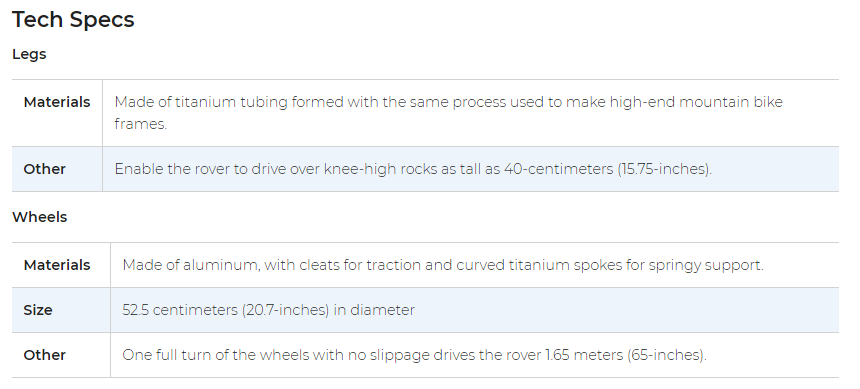 Tech Specs
Legs
Materials Made of titanium tubing formed with the same process used to make high-end mountain bike
frames.
Other Enable the rover to drive over knee-high rocks as tall as 40-centimeters (15.75-inches).
Wheels
Materials Made of aluminum, with cleats for traction and curved titanium spokes for springy support.
Size 52.5 centimeters (20.7-inches) in diameter
Other One full turn of the wheels with no slippage drives the rover 1.65 meters (65-inches).